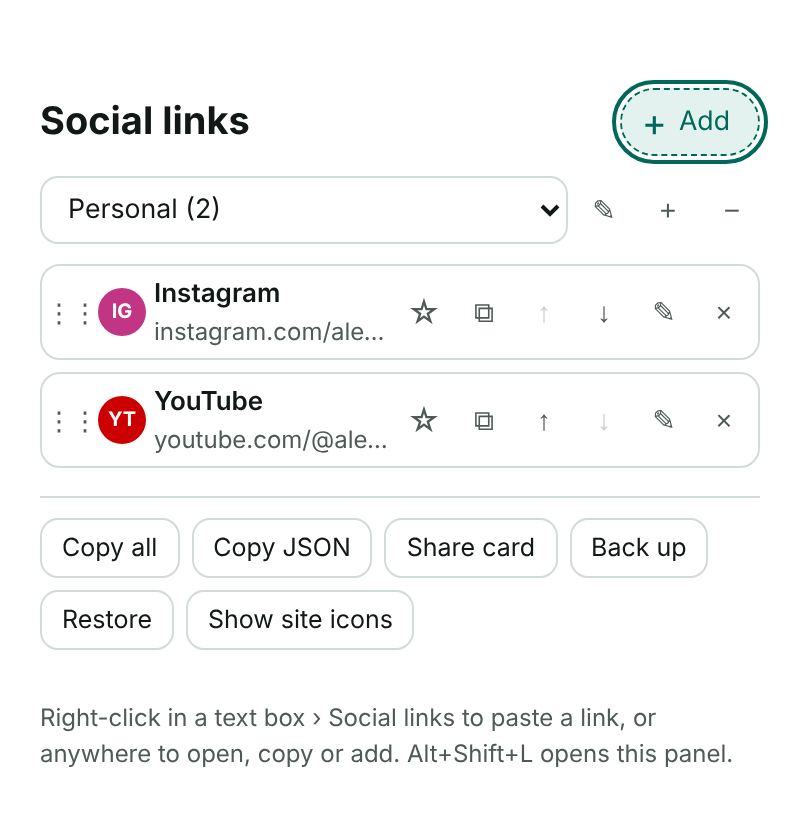 Social links
+ Add
Personal (2)
✎ + −
IG Instagram
instagram.com/ale...
☆ ↑ ↓ ✎ ×
YT YouTube
youtube.com/@ale...
☆ ↑ ↓ ✎ ×
Copy all
Copy JSON
Share card
Back up
Restore
Show site icons
Right-click in a text box › Social links to paste a link, or
anywhere to open, copy or add. Alt+Shift+L opens this panel.